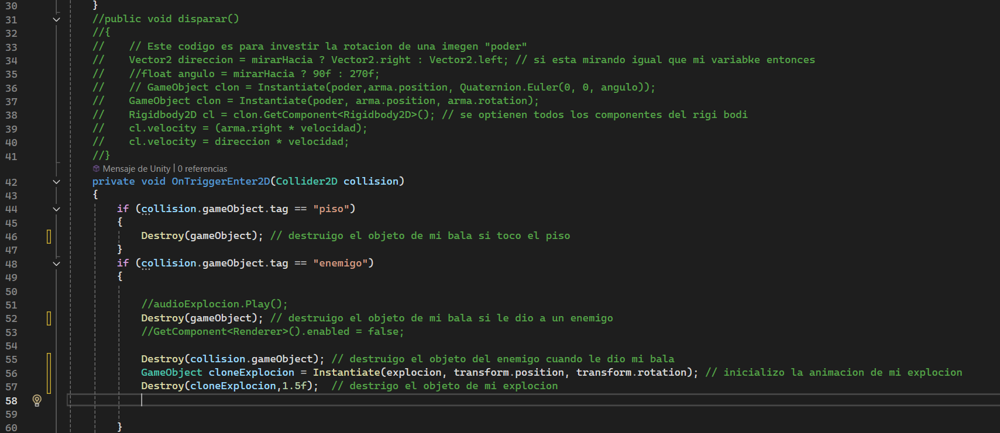 30 }
31 //public void disparar()
32 //{
33 //    // Este codigo es para investir la rotacion de una imegen "poder"
34 //    Vector2 direccion = mirarHacia ? Vector2.right : Vector2.left; // si esta mirando igual que mi variabke entonces
35 //    //float angulo = mirarHacia ? 90f : 270f;
36 //    // GameObject clon = Instantiate(poder,arma.position, Quaternion.Euler(0, 0, angulo));
37 //    GameObject clon = Instantiate(poder, arma.position, arma.rotation);
38 //    Rigidbody2D cl = clon.GetComponent<Rigidbody2D>(); // se optienen todos los componentes del rigi bodi
39 //    cl.velocity = (arma.right * velocidad);
40 //    cl.velocity = direccion * velocidad;
41 //}
Mensaje de Unity | 0 referencias
42 private void OnTriggerEnter2D(Collider2D collision)
43 {
44     if (collision.gameObject.tag == "piso")
45     {
46         Destroy(gameObject); // destruigo el objeto de mi bala si toco el piso
47     }
48     if (collision.gameObject.tag == "enemigo")
49     {
50
51         //audioExplocion.Play();
52         Destroy(gameObject); // destruigo el objeto de mi bala si le dio a un enemigo
53         //GetComponent<Renderer>().enabled = false;
54
55         Destroy(collision.gameObject); // destruigo el objeto del enemigo cuando le dio mi bala
56         GameObject cloneExplocion = Instantiate(explocion, transform.position, transform.rotation); // inicializo la animacion de mi explocion
57         Destroy(cloneExplocion,1.5f);  // destrigo el objeto de mi explocion
58
59
60     }